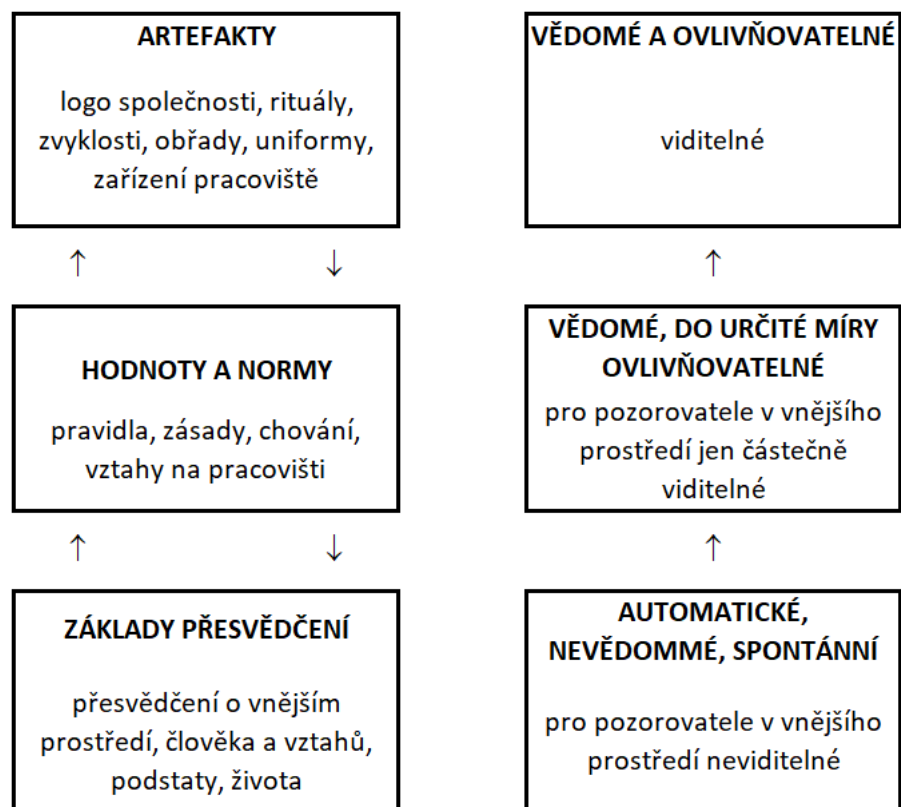 ARTEFAKTY
logo společnosti, rituály,
zvyklosti, obřady, uniformy,
zařízení pracoviště
VĚDOMÉ A OVLIVŇOVATELNÉ
viditelné
↑ ↓
↑
HODNOTY A NORMY
pravidla, zásady, chování,
vztahy na pracovišti
VĚDOMÉ, DO URČITÉ MÍRY
OVLIVŇOVATELNÉ
pro pozorovatele v vnějšího
prostředí jen částečně
viditelné
↑ ↓
↑
ZÁKLADY PŘESVĚDČENÍ
přesvědčení o vnějším
prostředí, člověka a vztahů,
podstaty, života
AUTOMATICKÉ,
NEVĚDOMMÉ, SPONTÁNNÍ
pro pozorovatele v vnějšího
prostředí neviditelné